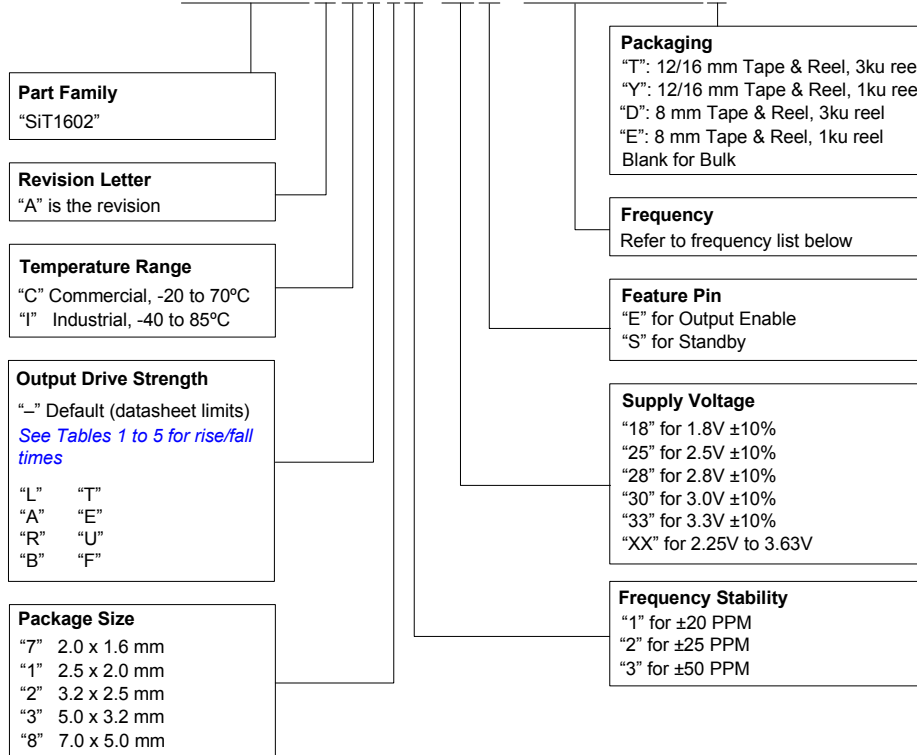 Part Family
“SiT1602”
Revision Letter
“A” is the revision
Temperature Range
“C” Commercial, -20 to 70ºC
“I” Industrial, -40 to 85ºC
Output Drive Strength
“–” Default (datasheet limits)
See Tables 1 to 5 for rise/fall
times
“L” “T”
“A” “E”
“R” “U”
“B” “F”
Package Size
“7” 2.0 x 1.6 mm
“1” 2.5 x 2.0 mm
“2” 3.2 x 2.5 mm
“3” 5.0 x 3.2 mm
“8” 7.0 x 5.0 mm
Packaging
“T”: 12/16 mm Tape & Reel, 3ku ree
“Y”: 12/16 mm Tape & Reel, 1ku ree
“D”: 8 mm Tape & Reel, 3ku reel
“E”: 8 mm Tape & Reel, 1ku reel
Blank for Bulk
Frequency
Refer to frequency list below
Feature Pin
“E” for Output Enable
“S” for Standby
Supply Voltage
“18” for 1.8V ±10%
“25” for 2.5V ±10%
“28” for 2.8V ±10%
“30” for 3.0V ±10%
“33” for 3.3V ±10%
“XX” for 2.25V to 3.63V
Frequency Stability
“1” for ±20 PPM
“2” for ±25 PPM
“3” for ±50 PPM